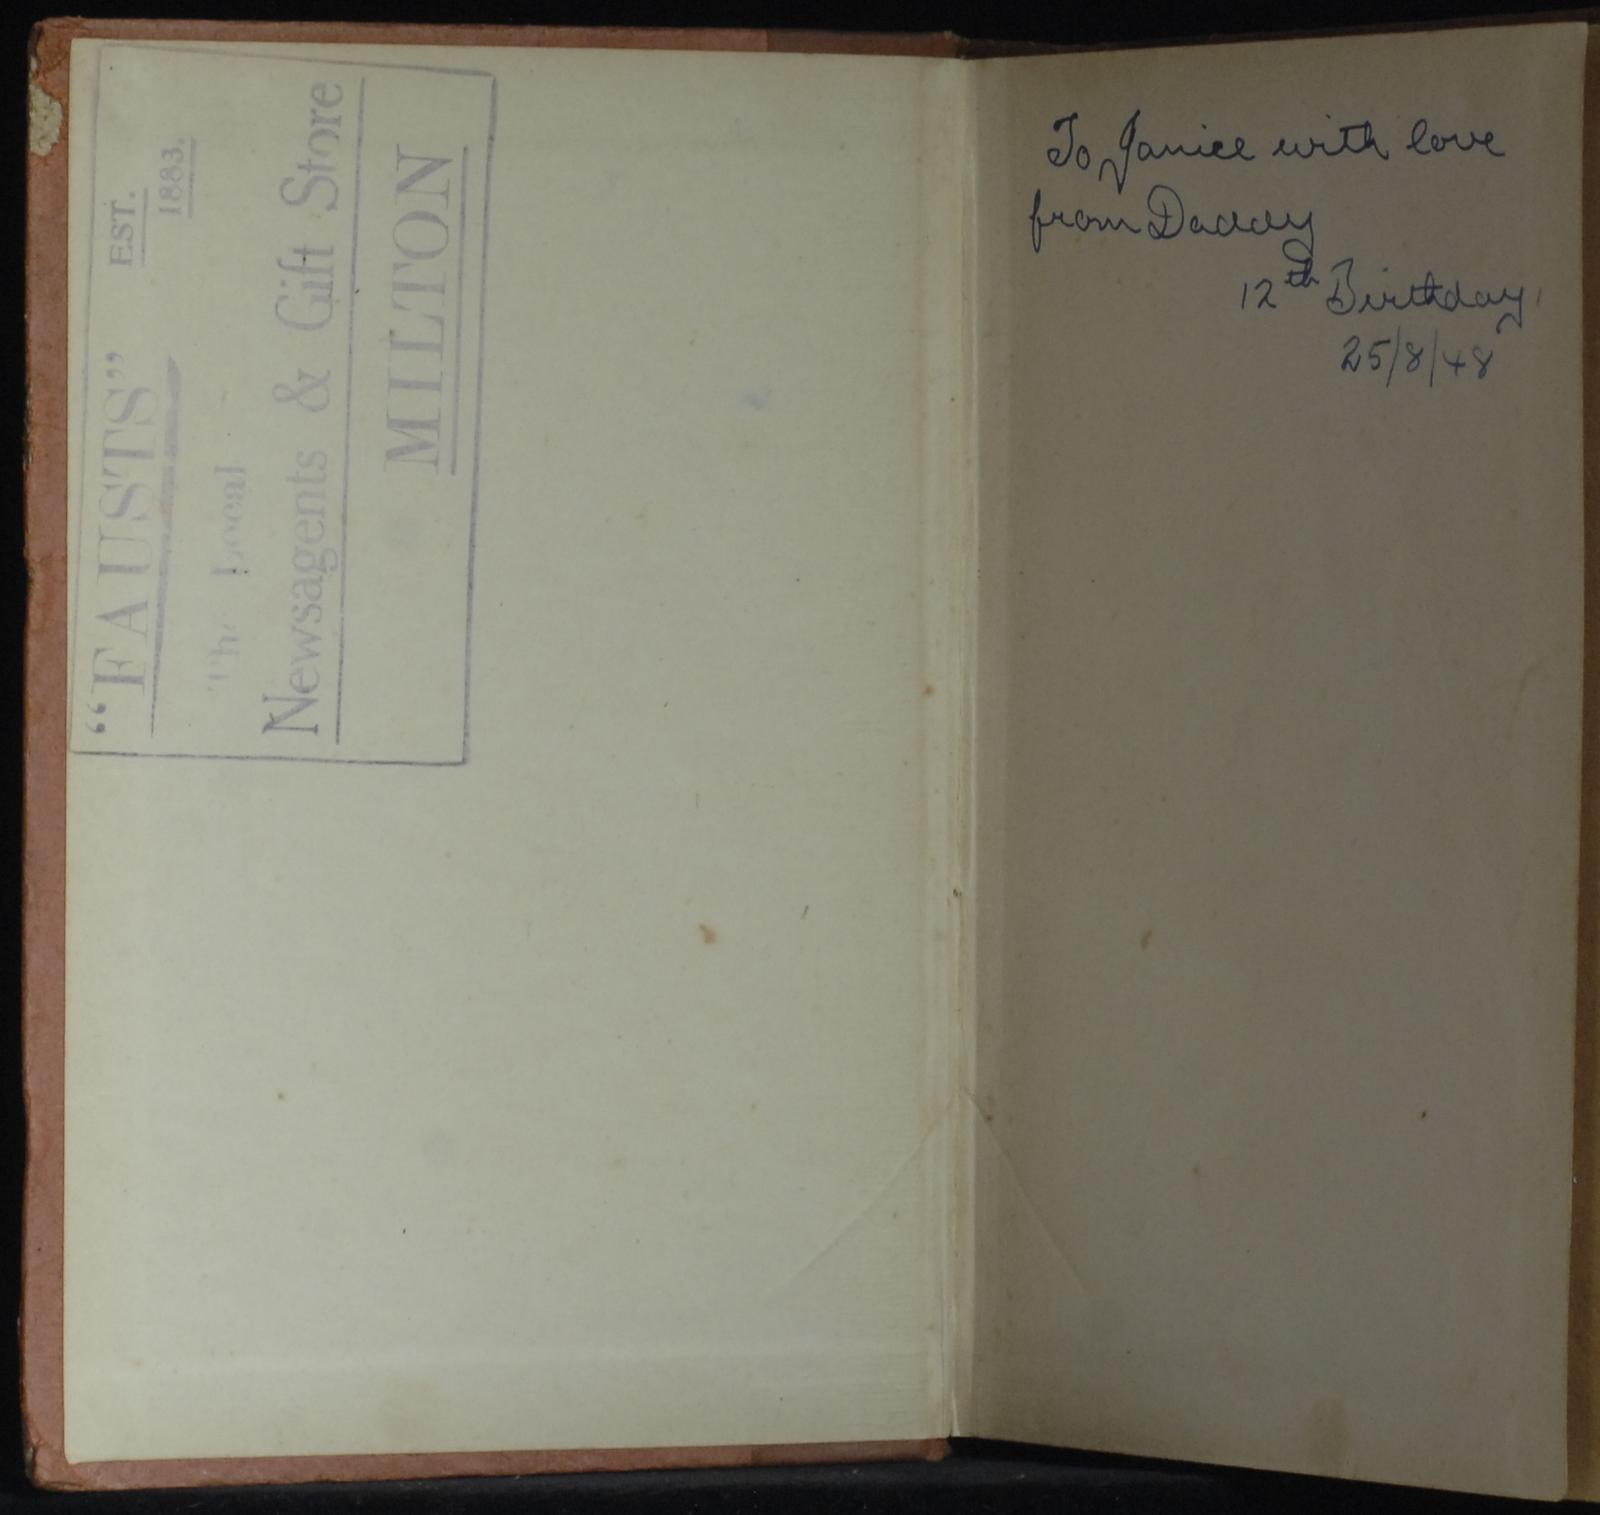 "FAUSTS" EST. 1883.
The Local
Newsagents & Gift Store
MILTON
To Janice with love
from Daddy
12th Birthday,
25/8/48